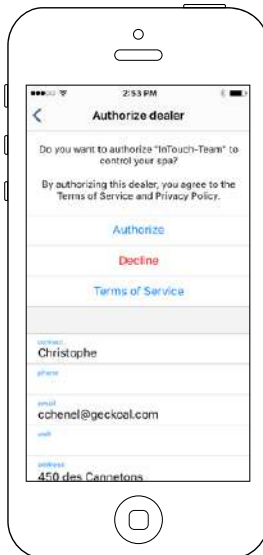 2:53 PM
Authorize dealer
Do you want to authorize "InTouch-Team" to
control your spa?
By authorizing this dealer, you agree to the
Terms of Service and Privacy Policy.
Authorize
Decline
Terms of Service
contact
Christophe
phone
email
cchenel@geckoal.com
address
450 des Cannetons